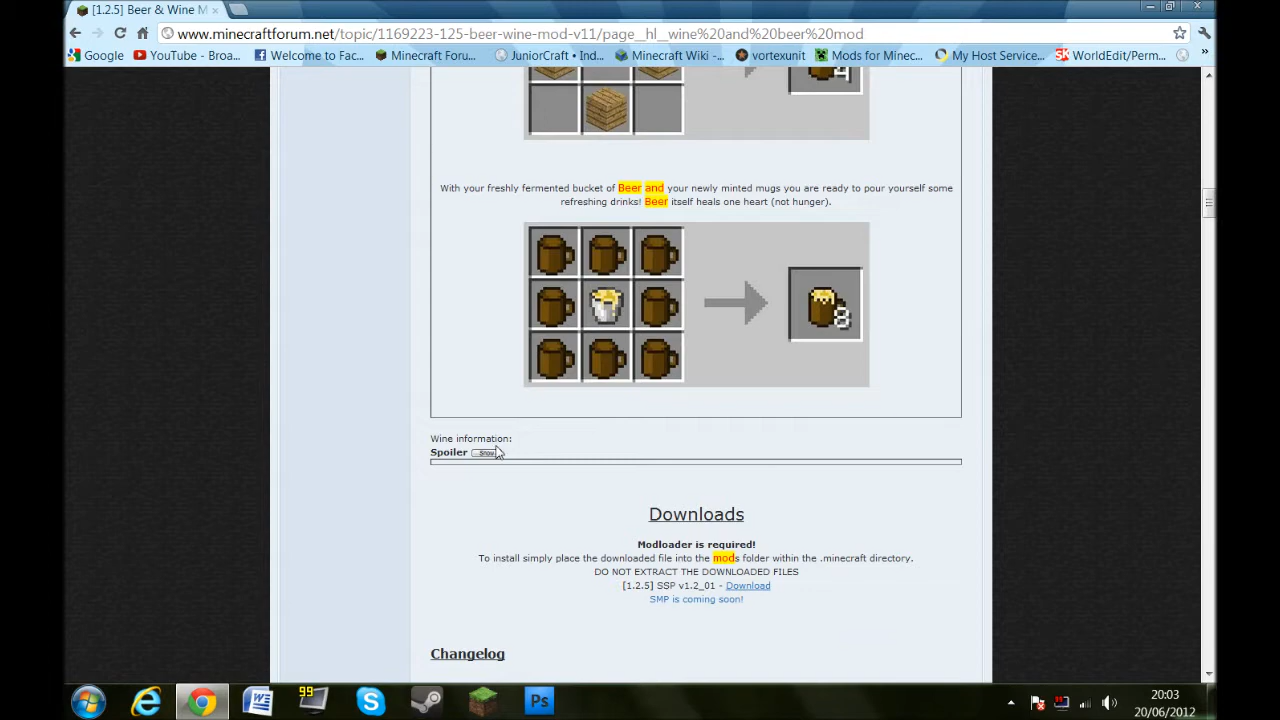 [1.2.5] Beer & Wine M
www.minecraftforum.net/topic/1169223-125-beer-wine-mod-v11/page__hl__wine%20and%20beer%20mod
Google
YouTube - Broa...
Welcome to Fac...
Minecraft Forum...
JuniorCraft • Ind...
Minecraft Wiki -...
vortexunit
Mods for Minec...
My Host Service...
WorldEdit/Perm...
»
4
With your freshly fermented bucket of Beer and your newly minted mugs you are ready to pour yourself some
refreshing drinks! Beer itself heals one heart (not hunger).
8
Wine information:
Spoiler Show
Downloads
Modloader is required!
To install simply place the downloaded file into the mods folder within the .minecraft directory.
DO NOT EXTRACT THE DOWNLOADED FILES
[1.2.5] SSP v1.2_01 - Download
SMP is coming soon!
Changelog
99
Ps
20:03
20/06/2012